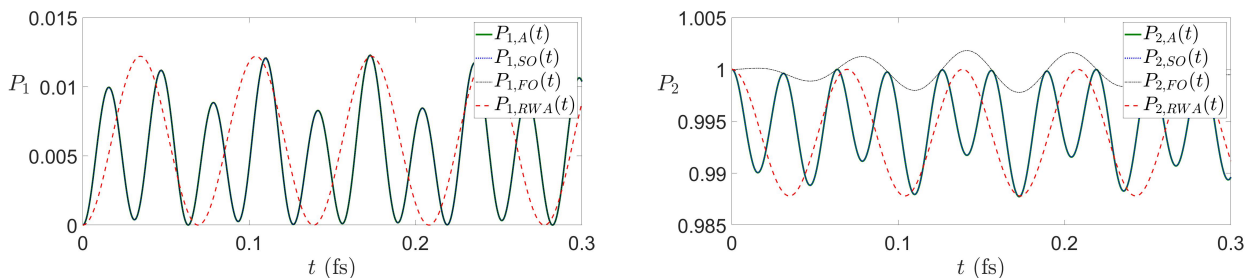 0.015
0.01
0.005
0
P₁
0
0.1
0.2
0.3
t (fs)
P₁,A(t)
P₁,SO(t)
P₁,FO(t)
P₁,RWA(t)
1.005
1
0.995
0.99
0.985
P₂
0
0.1
0.2
0.3
t (fs)
P₂,A(t)
P₂,SO(t)
P₂,FO(t)
P₂,RWA(t)